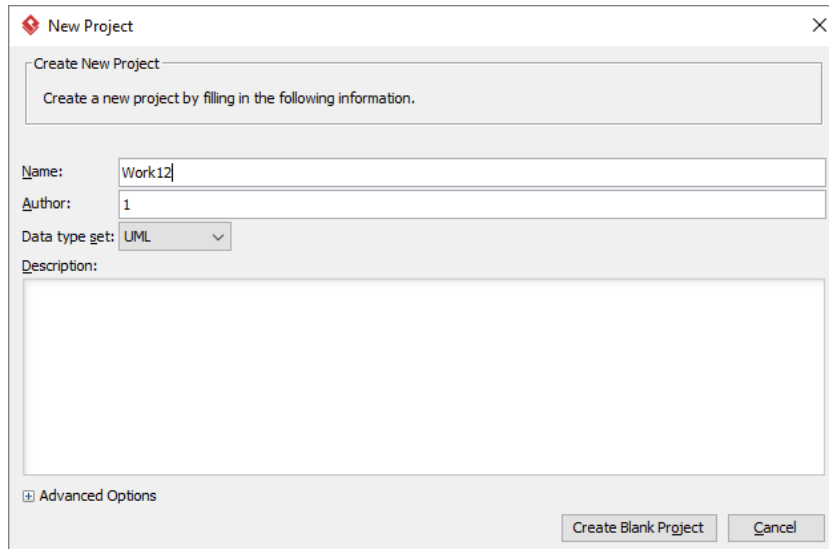 New Project
Create New Project
Create a new project by filling in the following information.
Name: Work12
Author: 1
Data type set: UML
Description:
Advanced Options
Create Blank Project Cancel